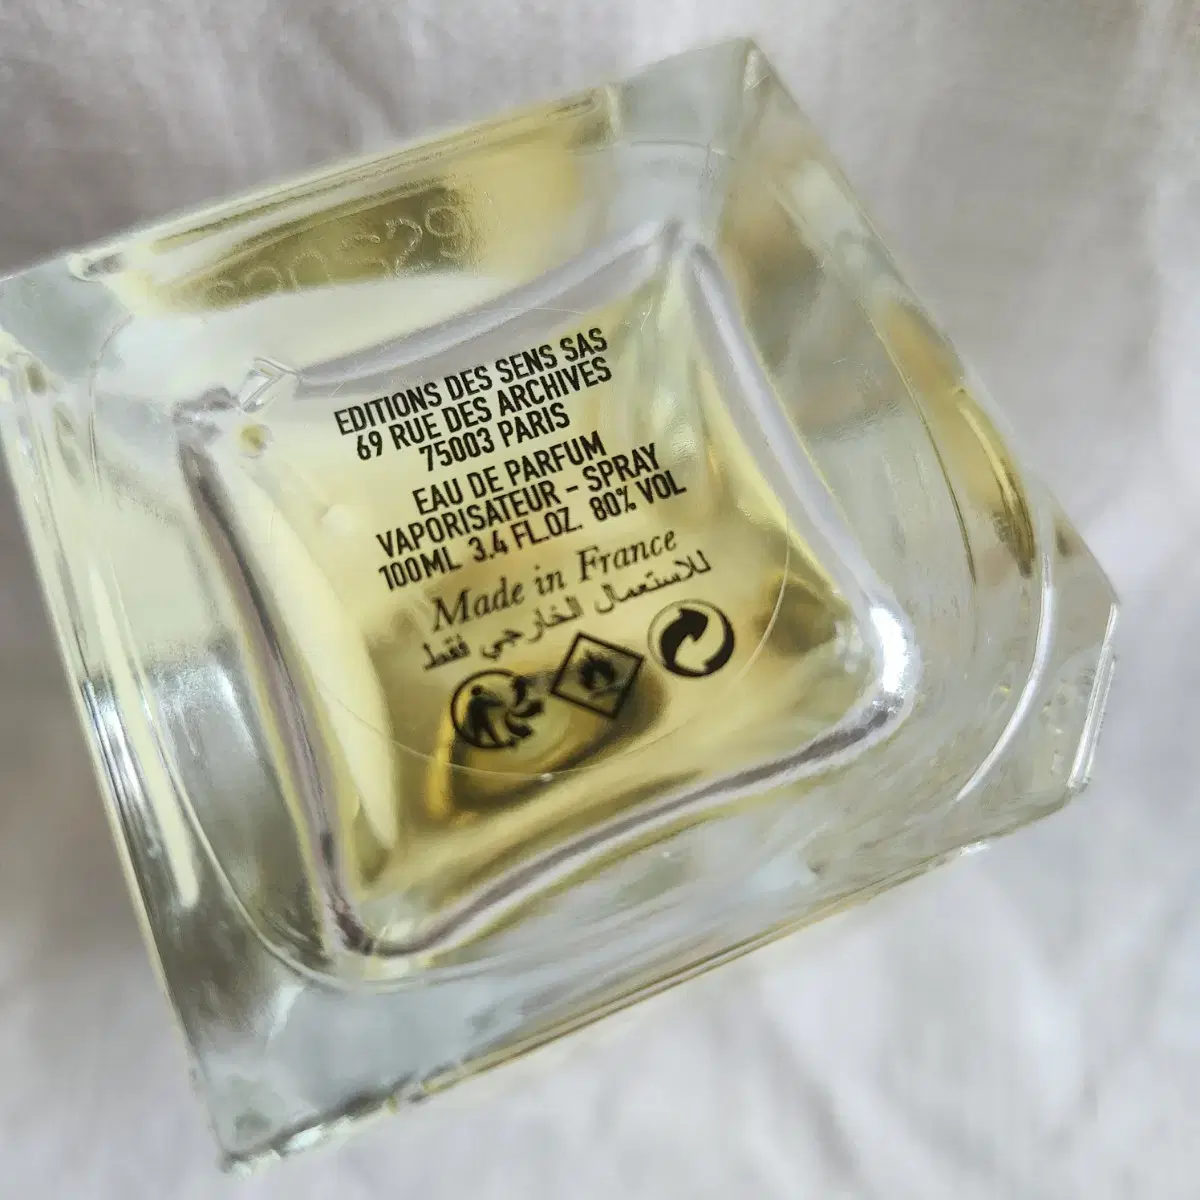 EDITIONS DES SENS SAS
69 RUE DES ARCHIVES
75003 PARIS
EAU DE PARFUM
VAPORISATEUR - SPRAY
100ML 3.4 FL.OZ. 80% VOL
Made in France
للاستعمال الخارجي فقط